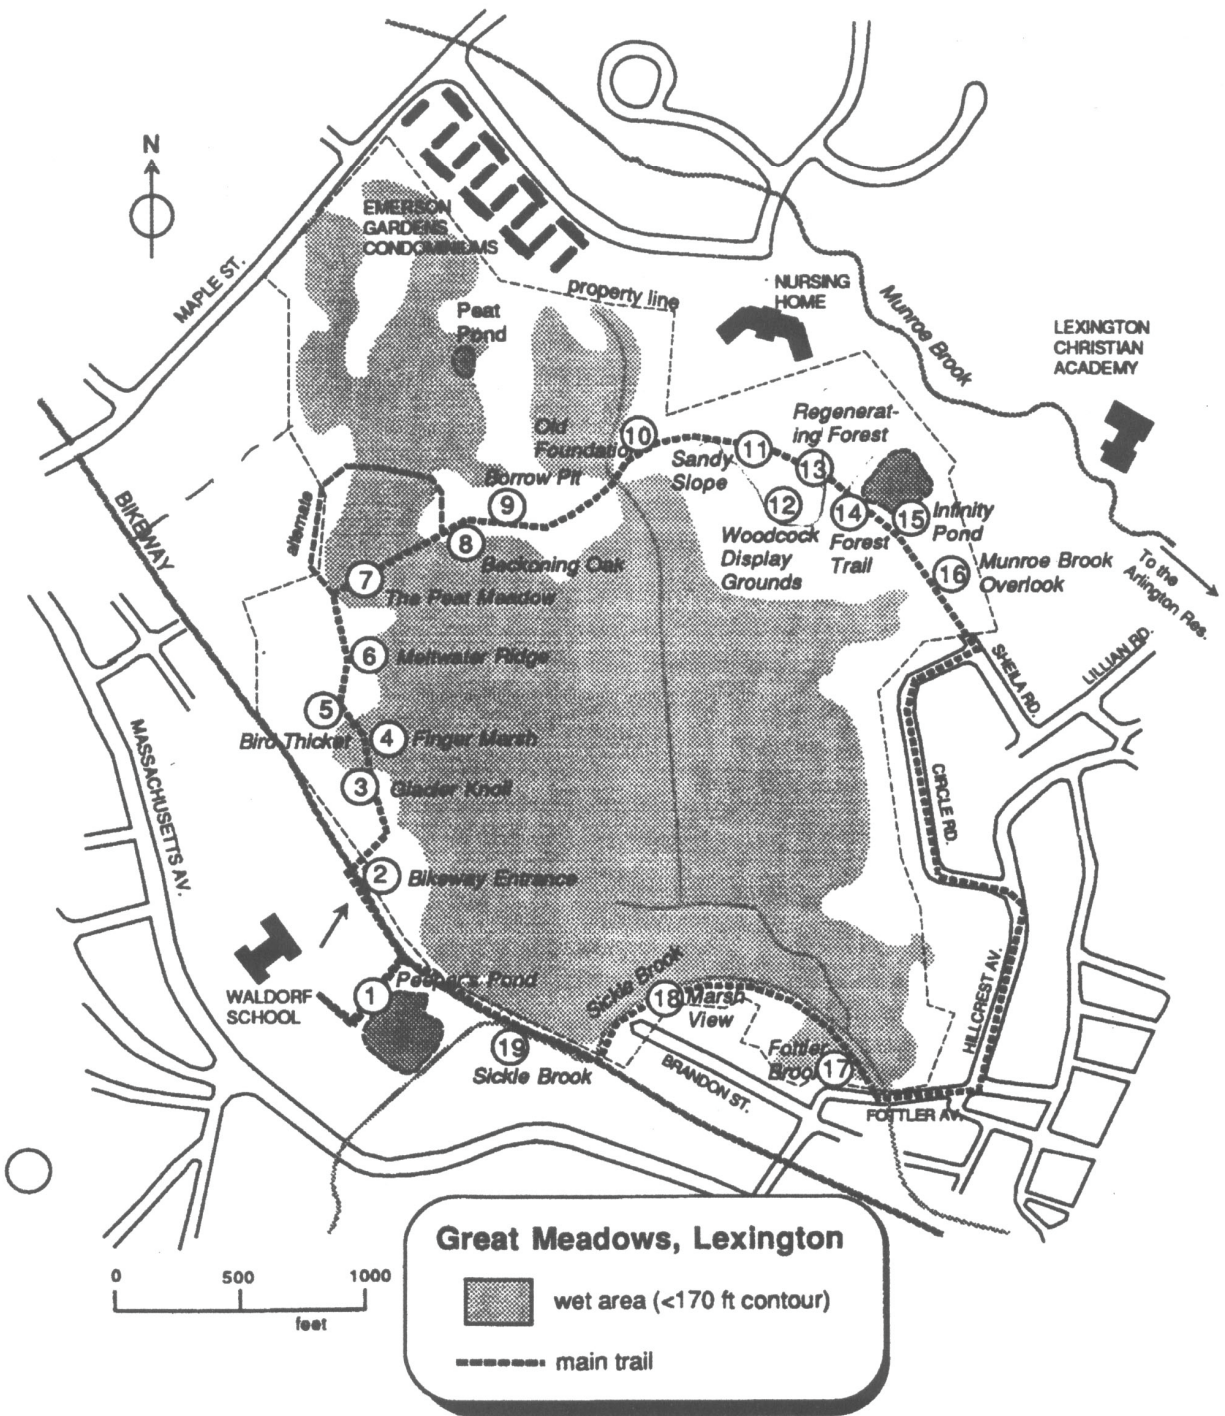 N
EMERSON
GARDENS
CONDOMINIUMS
MAPLE ST.
property line
NURSING
HOME
Munroe Brook
LEXINGTON
CHRISTIAN
ACADEMY
Peat
Pond
Regenerat-
ing Forest
Old
Foundation
10
11
13
Sandy
Slope
Borrow Pit
9
12
14
15
Infinity
Pond
BIKEWAY
alternate
8
Beckoning Oak
Woodcock
Display
Grounds
Forest
Trail
16
Munroe Brook
Overlook
To the
Arlington Res.
7
The Peat Meadow
6
Meltwater Ridge
SHEILA RD.
LILLIAN RD.
5
Bird Thicket
4
Finger Marsh
3
Glacier Knoll
MASSACHUSETTS AV.
CIRCLE RD.
2
Bikeway Entrance
WALDORF
SCHOOL
1
Peeper's Pond
Sickle Brook
18
Marsh
View
HILLCREST AV.
19
Sickle Brook
Fottler
Brook
17
BRANDON ST.
FOTTLER AV.
Great Meadows, Lexington
wet area (<170 ft contour)
main trail
0 500 1000
feet